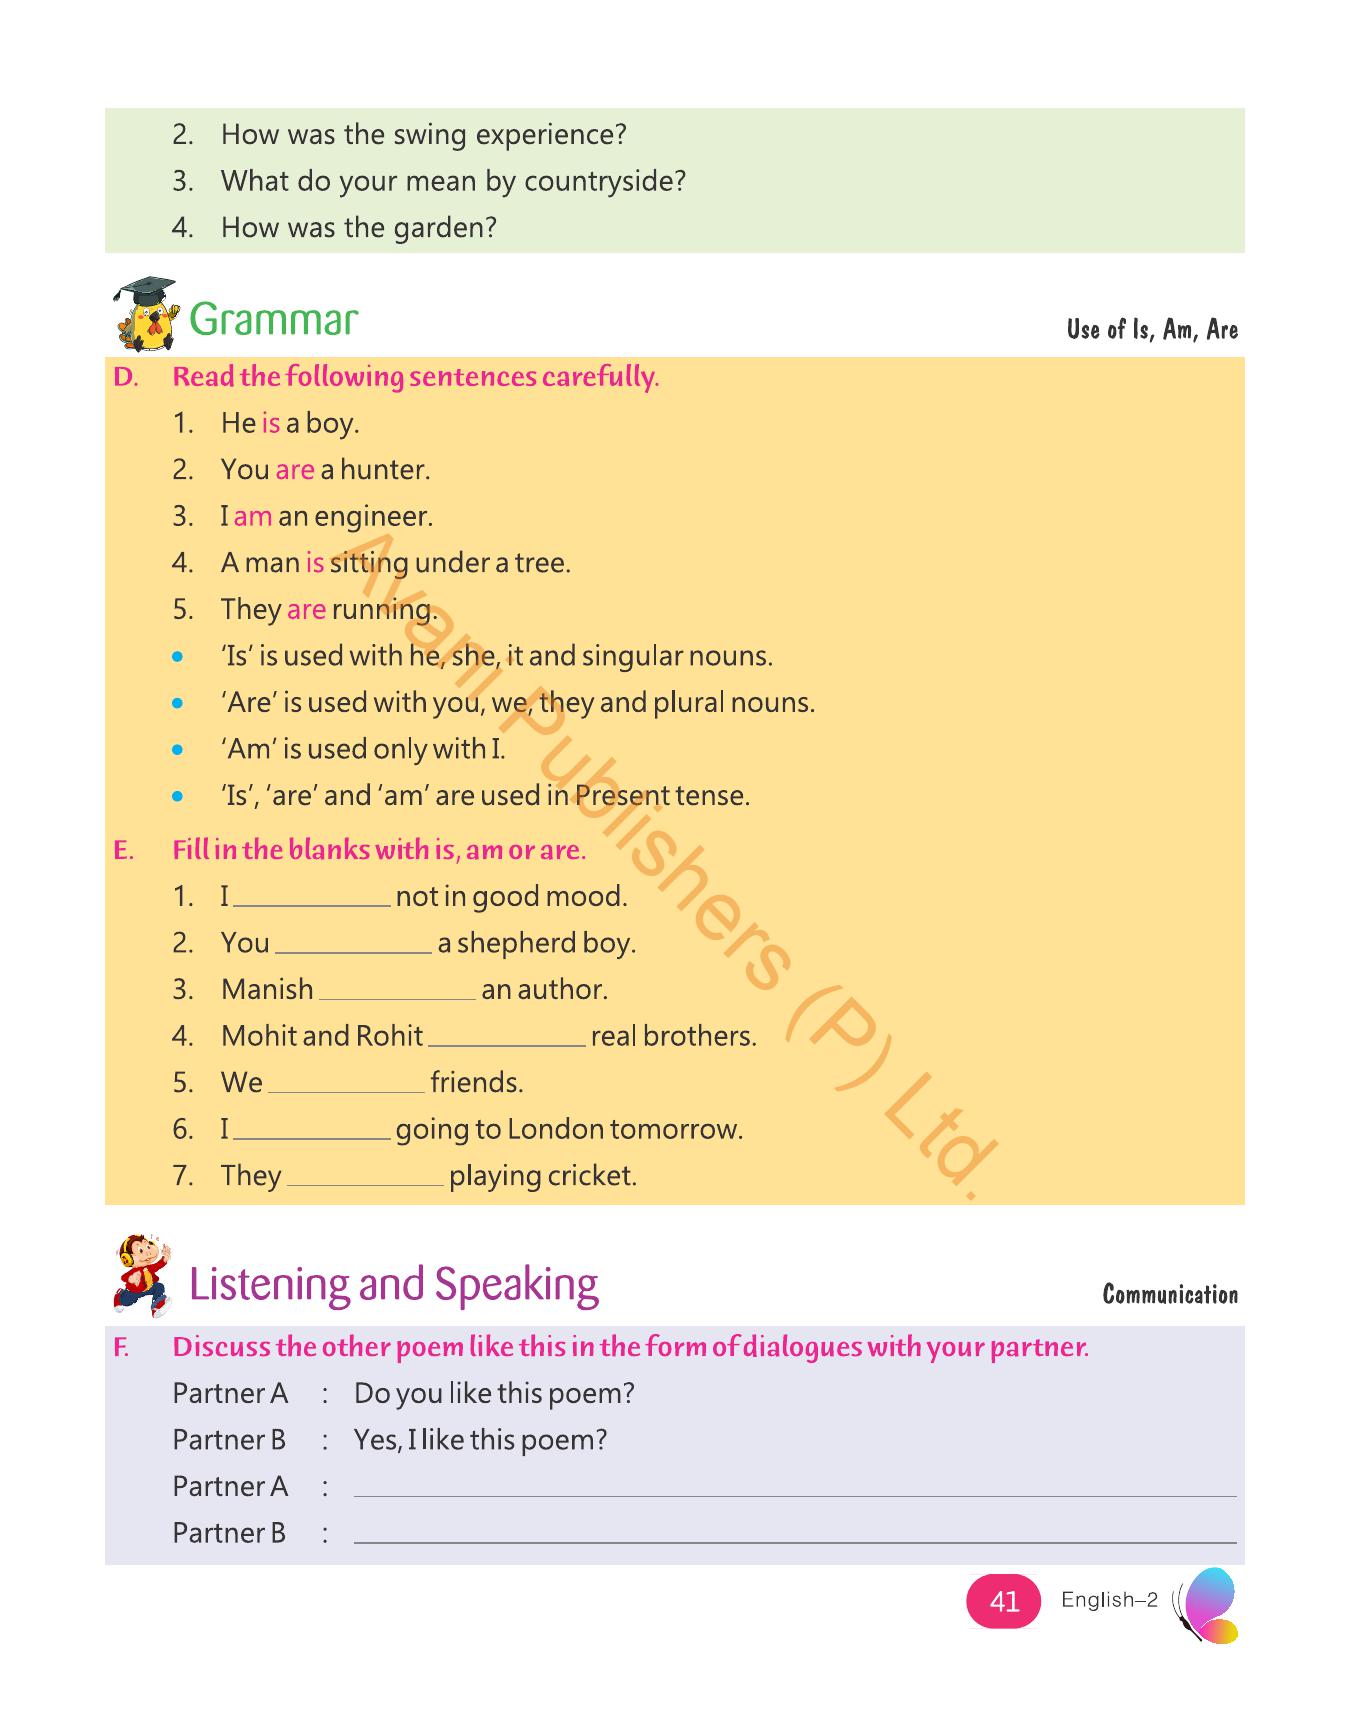 2. How was the swing experience?
3. What do your mean by countryside?
4. How was the garden?
Grammar
Use of Is, Am, Are
D. Read the following sentences carefully.
1. He is a boy.
2. You are a hunter.
3. I am an engineer.
4. A man is sitting under a tree.
5. They are running.
• ‘Is’ is used with he, she, it and singular nouns.
• ‘Are’ is used with you, we, they and plural nouns.
• ‘Am’ is used only with I.
• ‘Is’, ‘are’ and ‘am’ are used in Present tense.
E. Fill in the blanks with is, am or are.
1. I __________ not in good mood.
2. You __________ a shepherd boy.
3. Manish __________ an author.
4. Mohit and Rohit __________ real brothers.
5. We __________ friends.
6. I __________ going to London tomorrow.
7. They __________ playing cricket.
Avani Publishers (P) Ltd.
Listening and Speaking
Communication
F. Discuss the other poem like this in the form of dialogues with your partner.
Partner A : Do you like this poem?
Partner B : Yes, I like this poem?
Partner A : __________
Partner B : __________
41 English–2